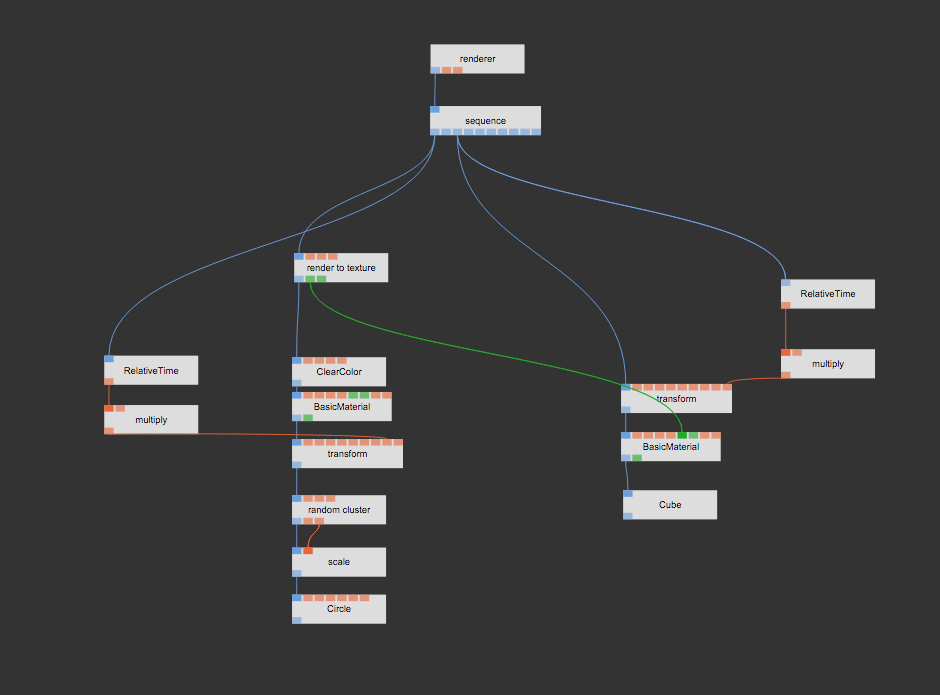 renderer
sequence
render to texture
RelativeTime
RelativeTime
ClearColor
multiply
BasicMaterial
transform
multiply
BasicMaterial
transform
random cluster
Cube
scale
Circle